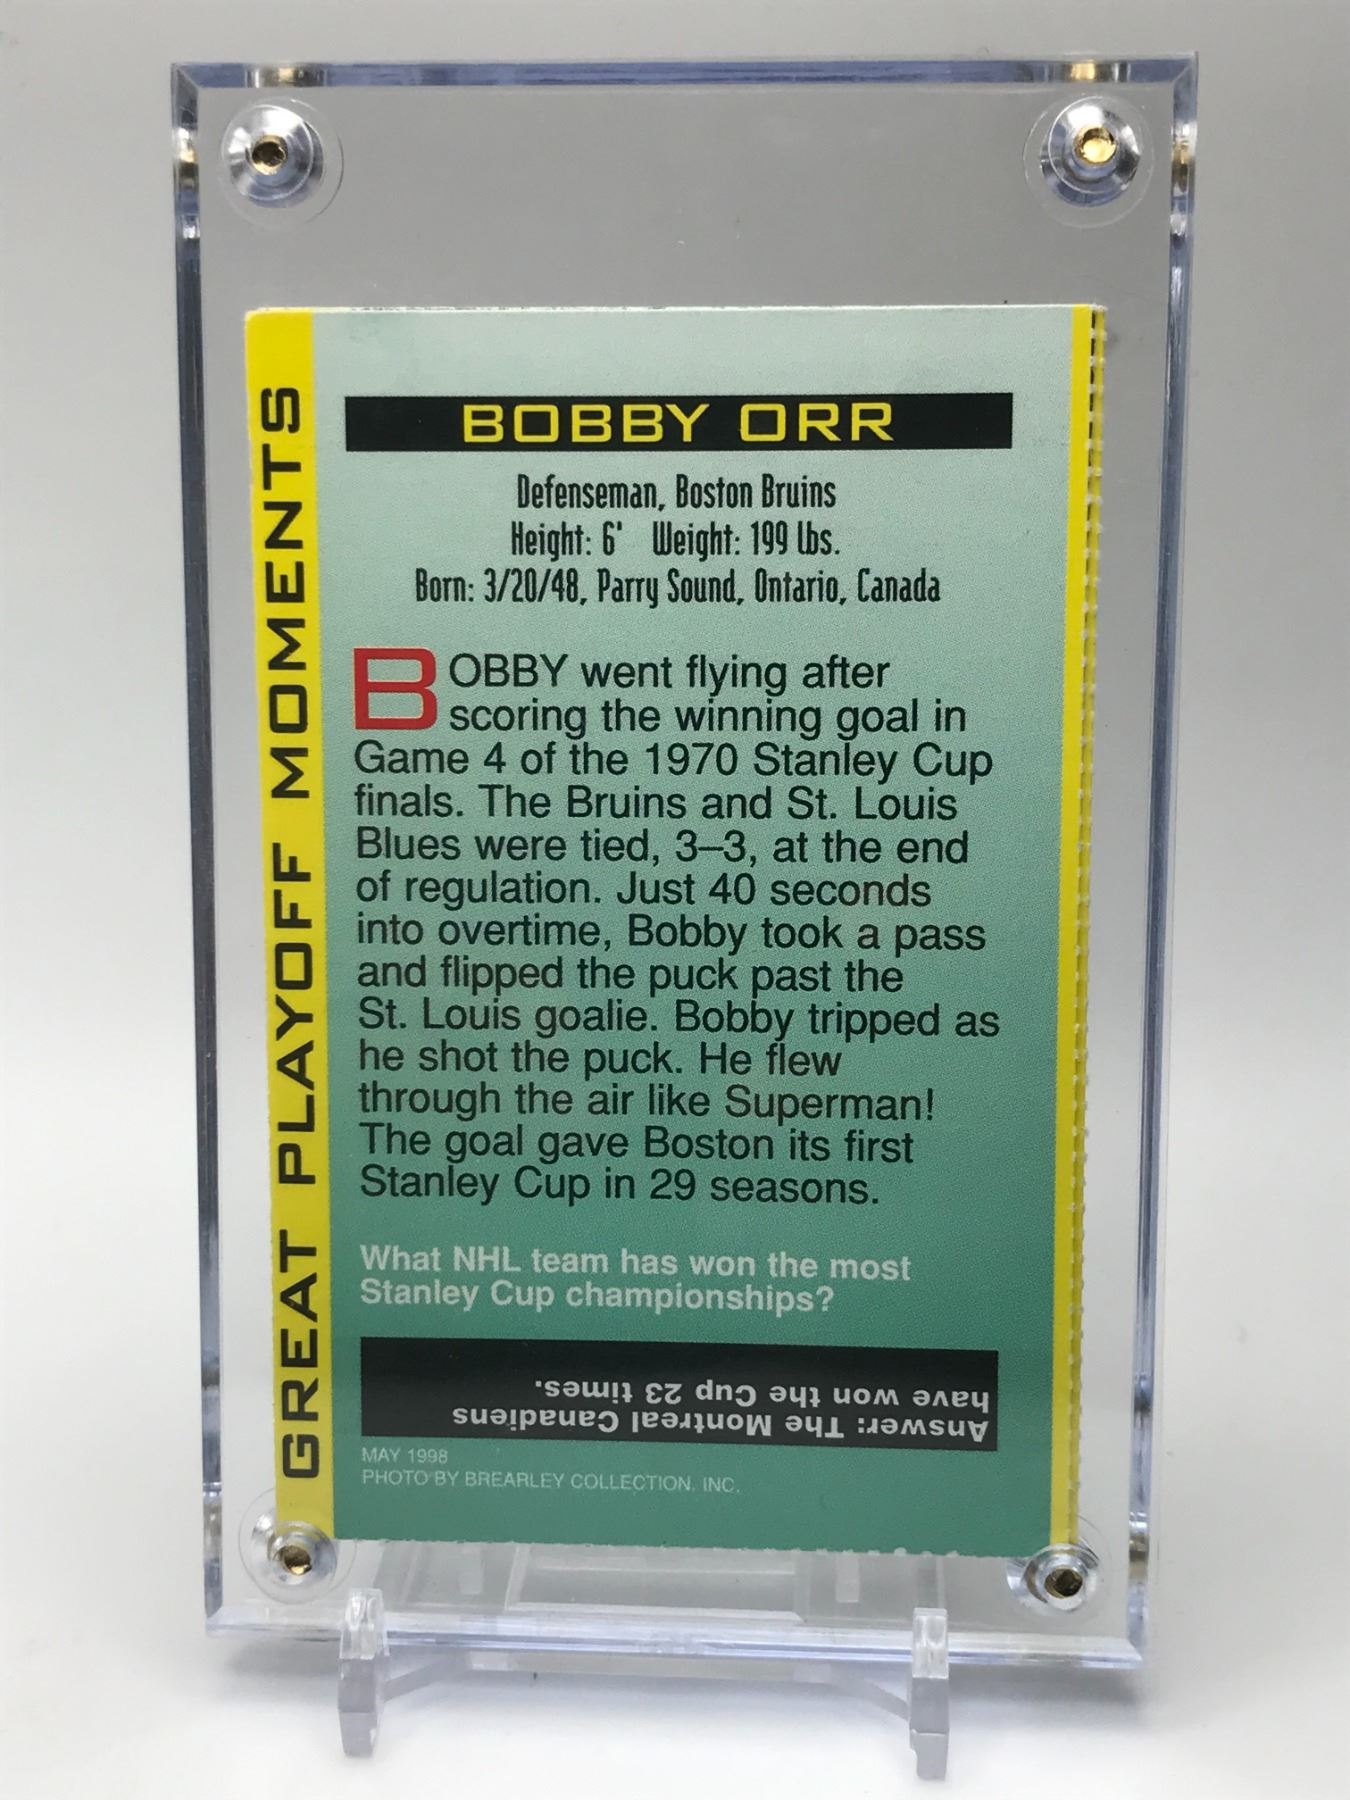 GREAT PLAYOFF MOMENTS
BOBBY ORR
Defenseman, Boston Bruins
Height: 6' Weight: 199 lbs.
Born: 3/20/48, Parry Sound, Ontario, Canada
BOBBY went flying after
scoring the winning goal in
Game 4 of the 1970 Stanley Cup
finals. The Bruins and St. Louis
Blues were tied, 3–3, at the end
of regulation. Just 40 seconds
into overtime, Bobby took a pass
and flipped the puck past the
St. Louis goalie. Bobby tripped as
he shot the puck. He flew
through the air like Superman!
The goal gave Boston its first
Stanley Cup in 29 seasons.
What NHL team has won the most
Stanley Cup championships?
Answer: The Montreal Canadiens
have won the Cup 23 times.
MAY 1998
PHOTO BY BREARLEY COLLECTION, INC.